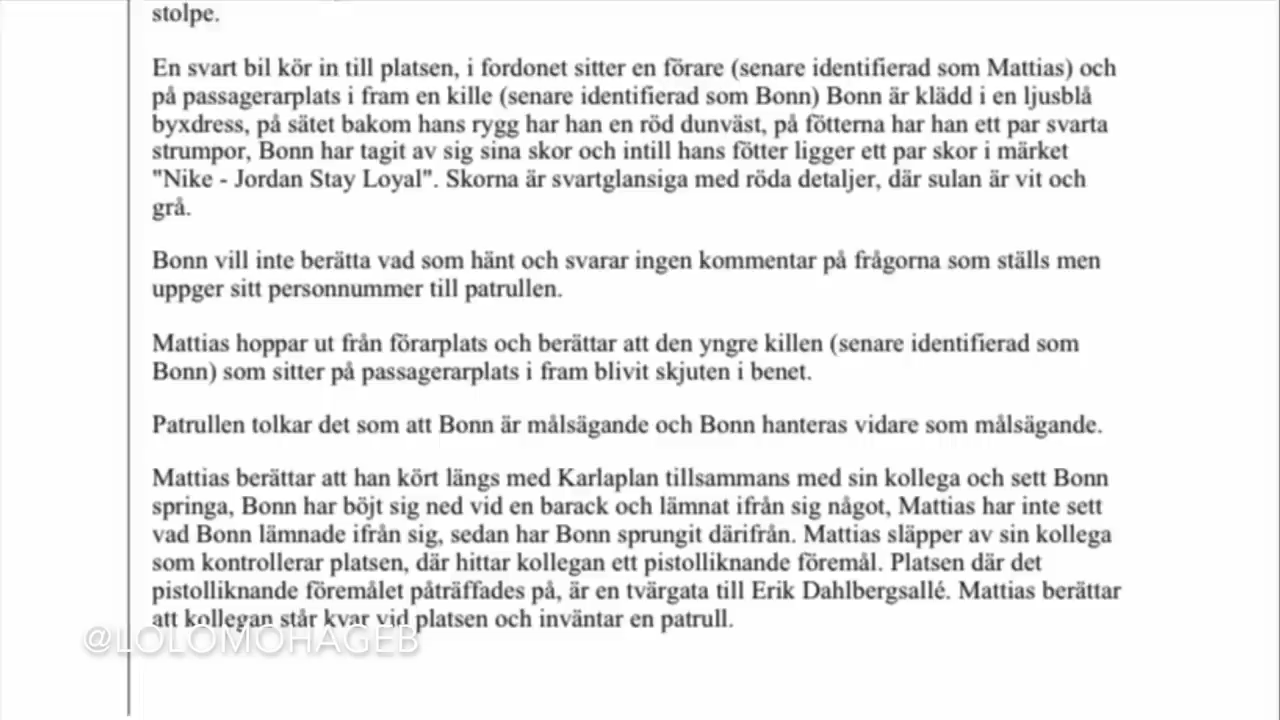 stolpe.
En svart bil kör in till platsen, i fordonet sitter en förare (senare identifierad som Mattias) och
på passagerarplats i fram en kille (senare identifierad som Bonn) Bonn är klädd i en ljusblå
byxdress, på sätet bakom hans rygg har han en röd dunväst, på fötterna har han ett par svarta
strumpor, Bonn har tagit av sig sina skor och intill hans fötter ligger ett par skor i märket
"Nike - Jordan Stay Loyal". Skorna är svartglansiga med röda detaljer, där sulan är vit och
grå.
Bonn vill inte berätta vad som hänt och svarar ingen kommentar på frågorna som ställs men
uppger sitt personnummer till patrullen.
Mattias hoppar ut från förarplats och berättar att den yngre killen (senare identifierad som
Bonn) som sitter på passagerarplats i fram blivit skjuten i benet.
Patrullen tolkar det som att Bonn är målsägande och Bonn hanteras vidare som målsägande.
Mattias berättar att han kört längs med Karlaplan tillsammans med sin kollega och sett Bonn
springa, Bonn har böjt sig ned vid en barack och lämnat ifrån sig något, Mattias har inte sett
vad Bonn lämnade ifrån sig, sedan har Bonn sprungit därifrån. Mattias släpper av sin kollega
som kontrollerar platsen, där hittar kollegan ett pistolliknande föremål. Platsen där det
pistolliknande föremålet påträffades på, är en tvärgata till Erik Dahlbergsallé. Mattias berättar
att kollegan står kvar vid platsen och inväntar en patrull.
@LOLOMOHAGEB